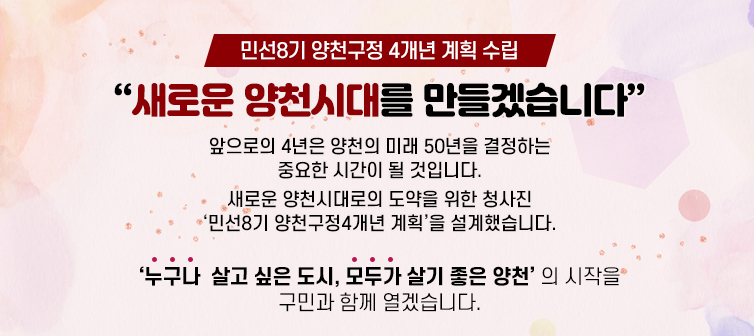 민선8기 양천구정 4개년 계획 수립
“새로운 양천시대를 만들겠습니다”
앞으로의 4년은 양천의 미래 50년을 결정하는
중요한 시간이 될 것입니다.
새로운 양천시대로의 도약을 위한 청사진
‘민선8기 양천구정4개년 계획’을 설계했습니다.
‘누구나 살고 싶은 도시, 모두가 살기 좋은 양천’ 의 시작을
구민과 함께 열겠습니다.